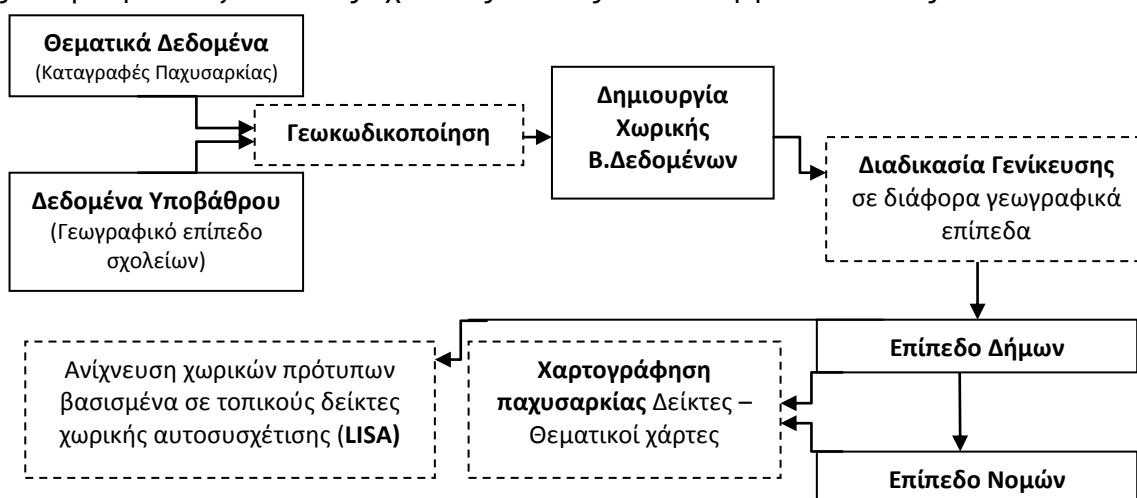 Θεματικά Δεδομένα
(Καταγραφές Παχυσαρκίας)
Γεωκωδικοποίηση
Δεδομένα Υποβάθρου
(Γεωγραφικό επίπεδο
σχολείων)
Δημιουργία
Χωρικής
Β.Δεδομένων
Διαδικασία Γενίκευσης
σε διάφορα γεωγραφικά
επίπεδα
Επίπεδο Δήμων
Ανίχνευση χωρικών πρότυπων
βασισμένα σε τοπικούς δείκτες
χωρικής αυτοσυσχέτισης (LISA)
Χαρτογράφηση
παχυσαρκίας Δείκτες –
Θεματικοί χάρτες
Επίπεδο Νομών